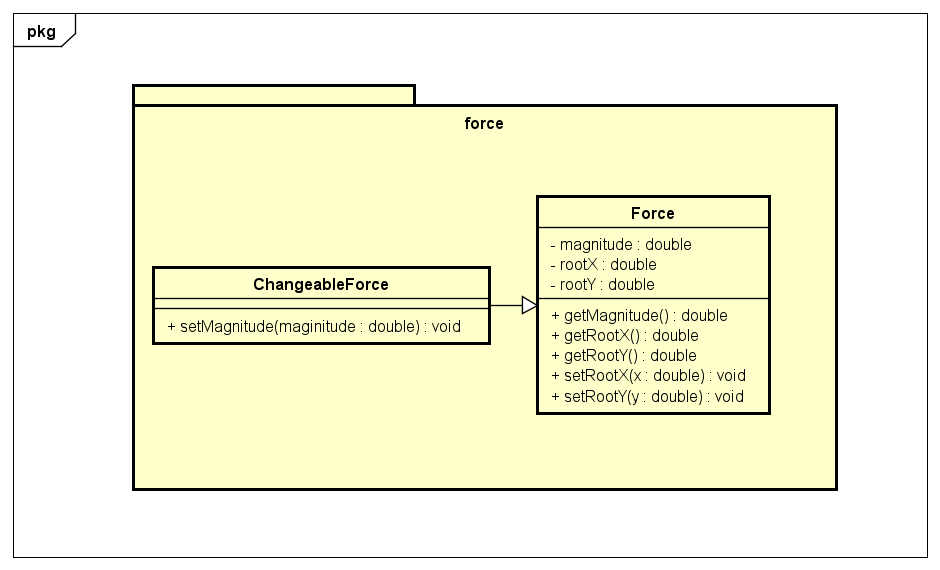 pkg
force
ChangeableForce
+ setMagnitude(maginitude : double) : void
Force
- magnitude : double
- rootX : double
- rootY : double
+ getMagnitude() : double
+ getRootX() : double
+ getRootY() : double
+ setRootX(x : double) : void
+ setRootY(y : double) : void